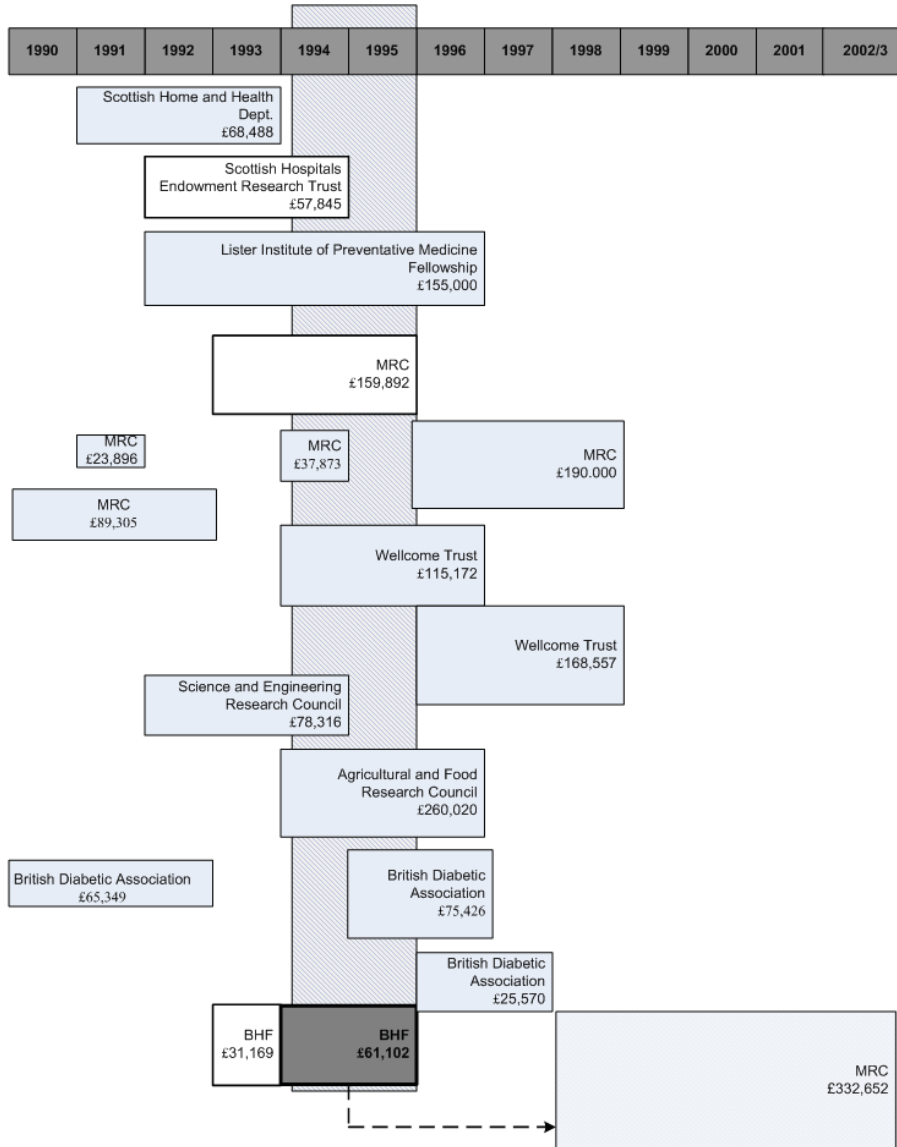 1990 1991 1992 1993 1994 1995 1996 1997 1998 1999 2000 2001 2002/3
Scottish Home and Health
Dept.
£68,488
Scottish Hospitals
Endowment Research Trust
£57,845
Lister Institute of Preventative Medicine
Fellowship
£155,000
MRC
£159,892
MRC
£23,896
MRC
£37,873
MRC
£190.000
MRC
£89,305
Wellcome Trust
£115,172
Wellcome Trust
£168,557
Science and Engineering
Research Council
£78,316
Agricultural and Food
Research Council
£260,020
British Diabetic Association
£65,349
British Diabetic
Association
£75,426
British Diabetic
Association
£25,570
BHF
£31,169
BHF
£61,102
MRC
£332,652